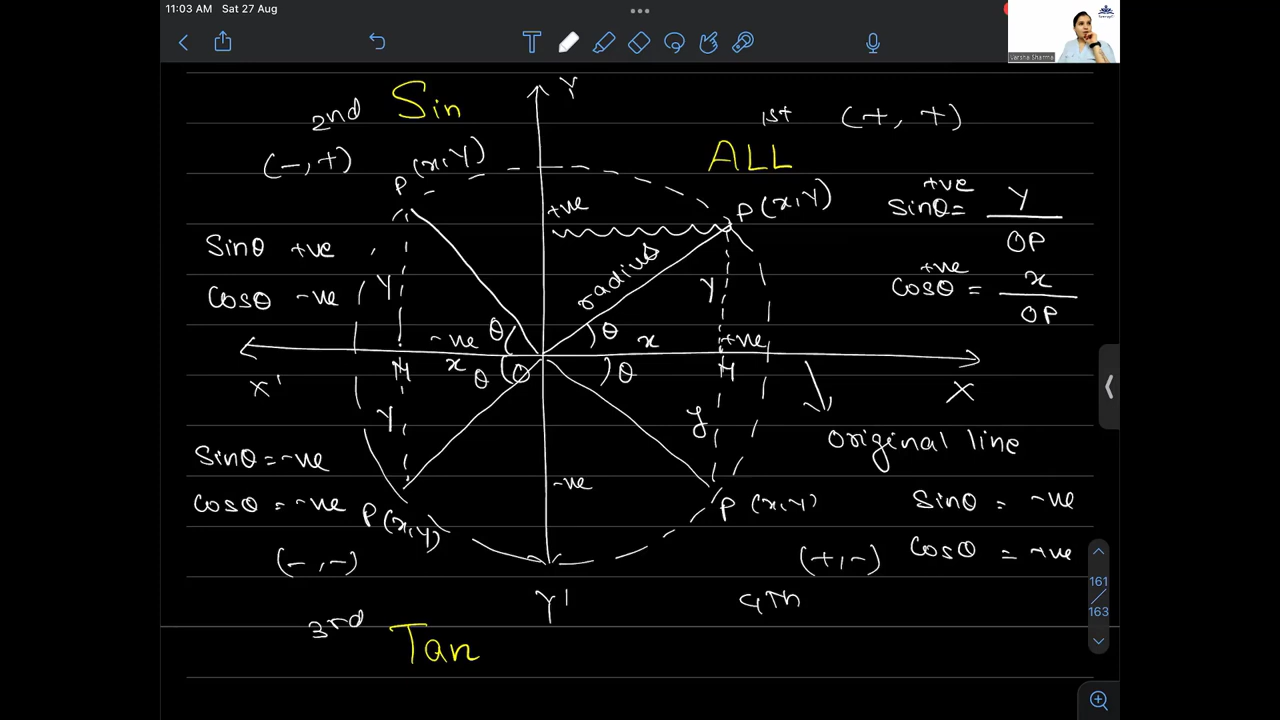 11:03 AM Sat 27 Aug
Varsha Sharma
Y
2nd
Sin
1st (+, +)
(-, +)
P (x, Y)
ALL
+ve
P (x, Y)
+ve
Sinθ = Y / OP
Sinθ +ve
Cosθ -ve
Y
radius
Y
+ve
Cosθ = x / OP
-ve θ
θ x +ve
X'
M
x θ
O
θ
M
X
Y
y
original line
Sinθ = -ve
Cosθ = -ve
-ve
P (x, Y)
P (x, Y)
Sinθ = -ve
Cosθ = +ve
(-, -)
(+, -)
Y'
4Th
3rd
Tan
161
163